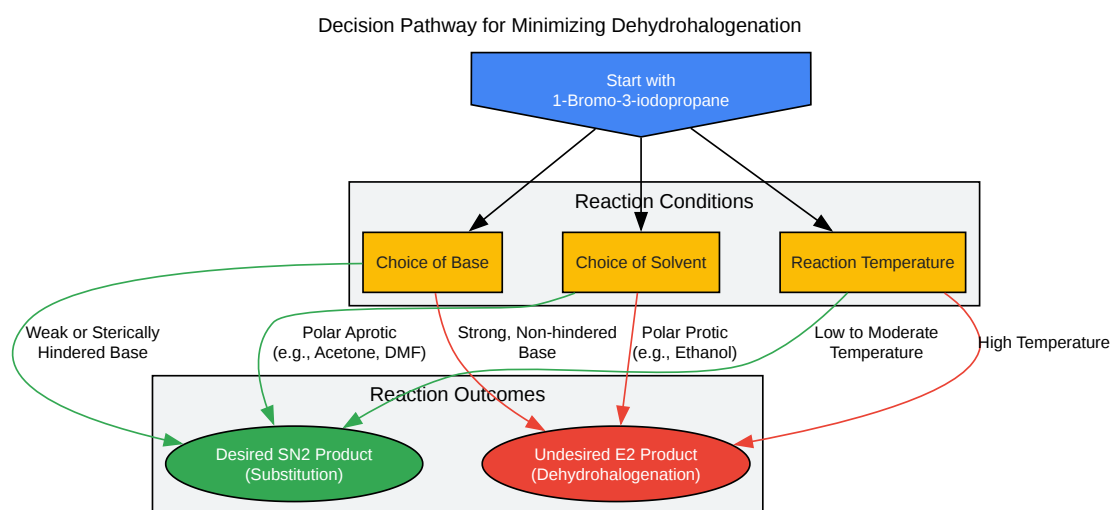 Decision Pathway for Minimizing Dehydrohalogenation
Start with
1-Bromo-3-iodopropane
Reaction Conditions
Choice of Base
Choice of Solvent
Reaction Temperature
Weak or Sterically
Hindered Base
Polar Aprotic
(e.g., Acetone, DMF)
Strong, Non-hindered
Base
Polar Protic
(e.g., Ethanol)
Low to Moderate
Temperature
High Temperature
Reaction Outcomes
Desired SN2 Product
(Substitution)
Undesired E2 Product
(Dehydrohalogenation)